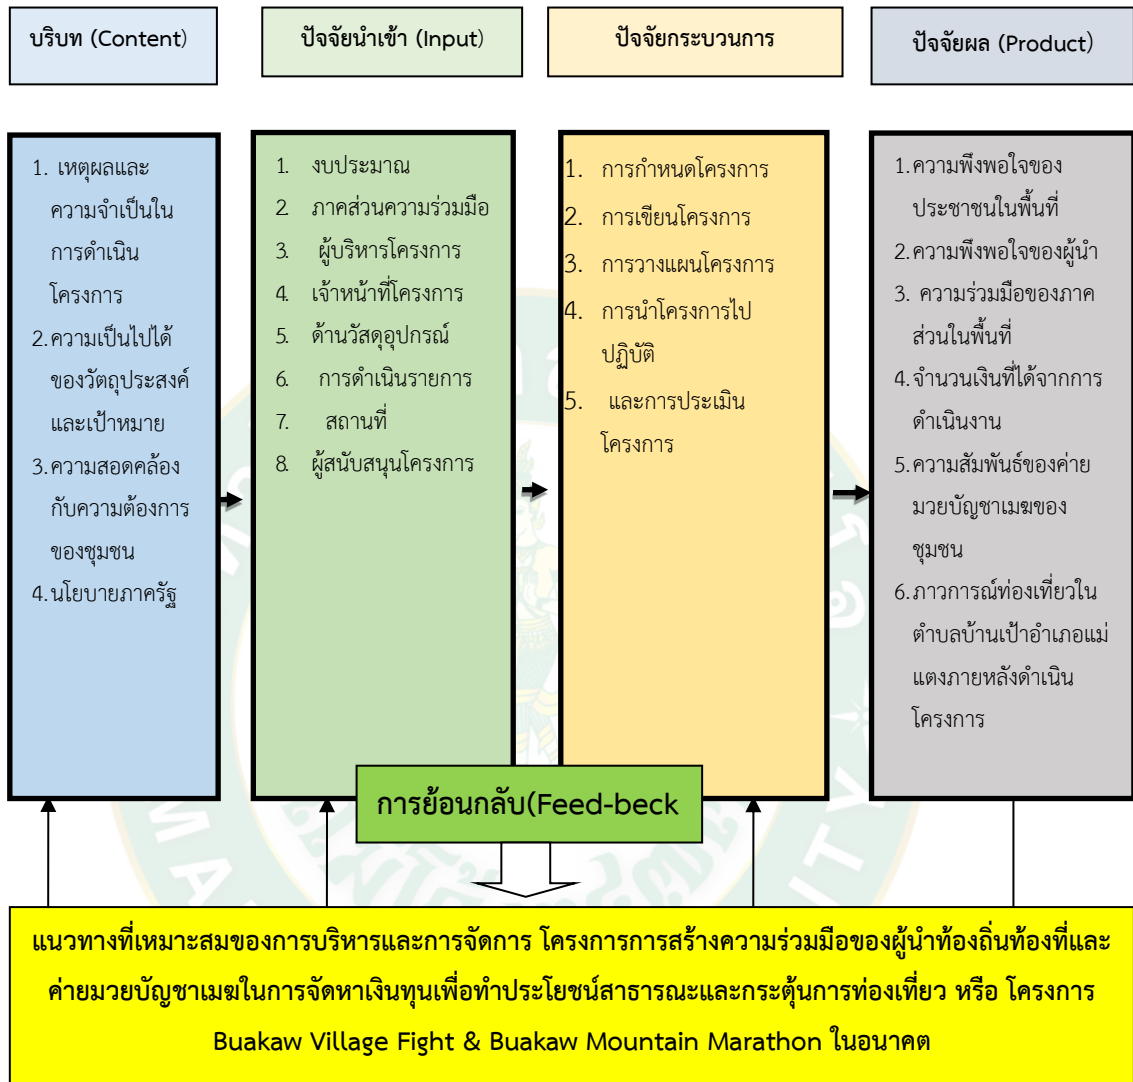 บริบท (Content)
ปัจจัยนำเข้า (Input)
ปัจจัยกระบวนการ
ปัจจัยผล (Product)
1. เหตุผลและ
ความจำเป็นใน
การดำเนิน
โครงการ
2.ความเป็นไปได้
ของวัตถุประสงค์
และเป้าหมาย
3.ความสอดคล้อง
กับความต้องการ
ของชุมชน
4.นโยบายภาครัฐ
1. งบประมาณ
2. ภาคส่วนความร่วมมือ
3. ผู้บริหารโครงการ
4. เจ้าหน้าที่โครงการ
5. ด้านวัสดุอุปกรณ์
6. การดำเนินรายการ
7. สถานที่
8. ผู้สนับสนุนโครงการ
1. การกำหนดโครงการ
2. การเขียนโครงการ
3. การวางแผนโครงการ
4. การนำโครงการไป
ปฏิบัติ
5. และการประเมิน
โครงการ
1.ความพึงพอใจของ
ประชาชนในพื้นที่
2.ความพึงพอใจของผู้นำ
3. ความร่วมมือของภาค
ส่วนในพื้นที่
4.จำนวนเงินที่ได้จากการ
ดำเนินงาน
5.ความสัมพันธ์ของค่าย
มวยบัญชาเมฆของ
ชุมชน
6.ภาวการณ์ท่องเที่ยวใน
ตำบลบ้านเป้าอำเภอแม่
แตงภายหลังดำเนิน
โครงการ
การย้อนกลับ(Feed-beck
แนวทางที่เหมาะสมของการบริหารและการจัดการ โครงการการสร้างความร่วมมือของผู้นำท้องถิ่นท้องที่และ
ค่ายมวยบัญชาเมฆในการจัดหาเงินทุนเพื่อทำประโยชน์สาธารณะและกระตุ้นการท่องเที่ยว หรือ โครงการ
Buakaw Village Fight & Buakaw Mountain Marathon ในอนาคต